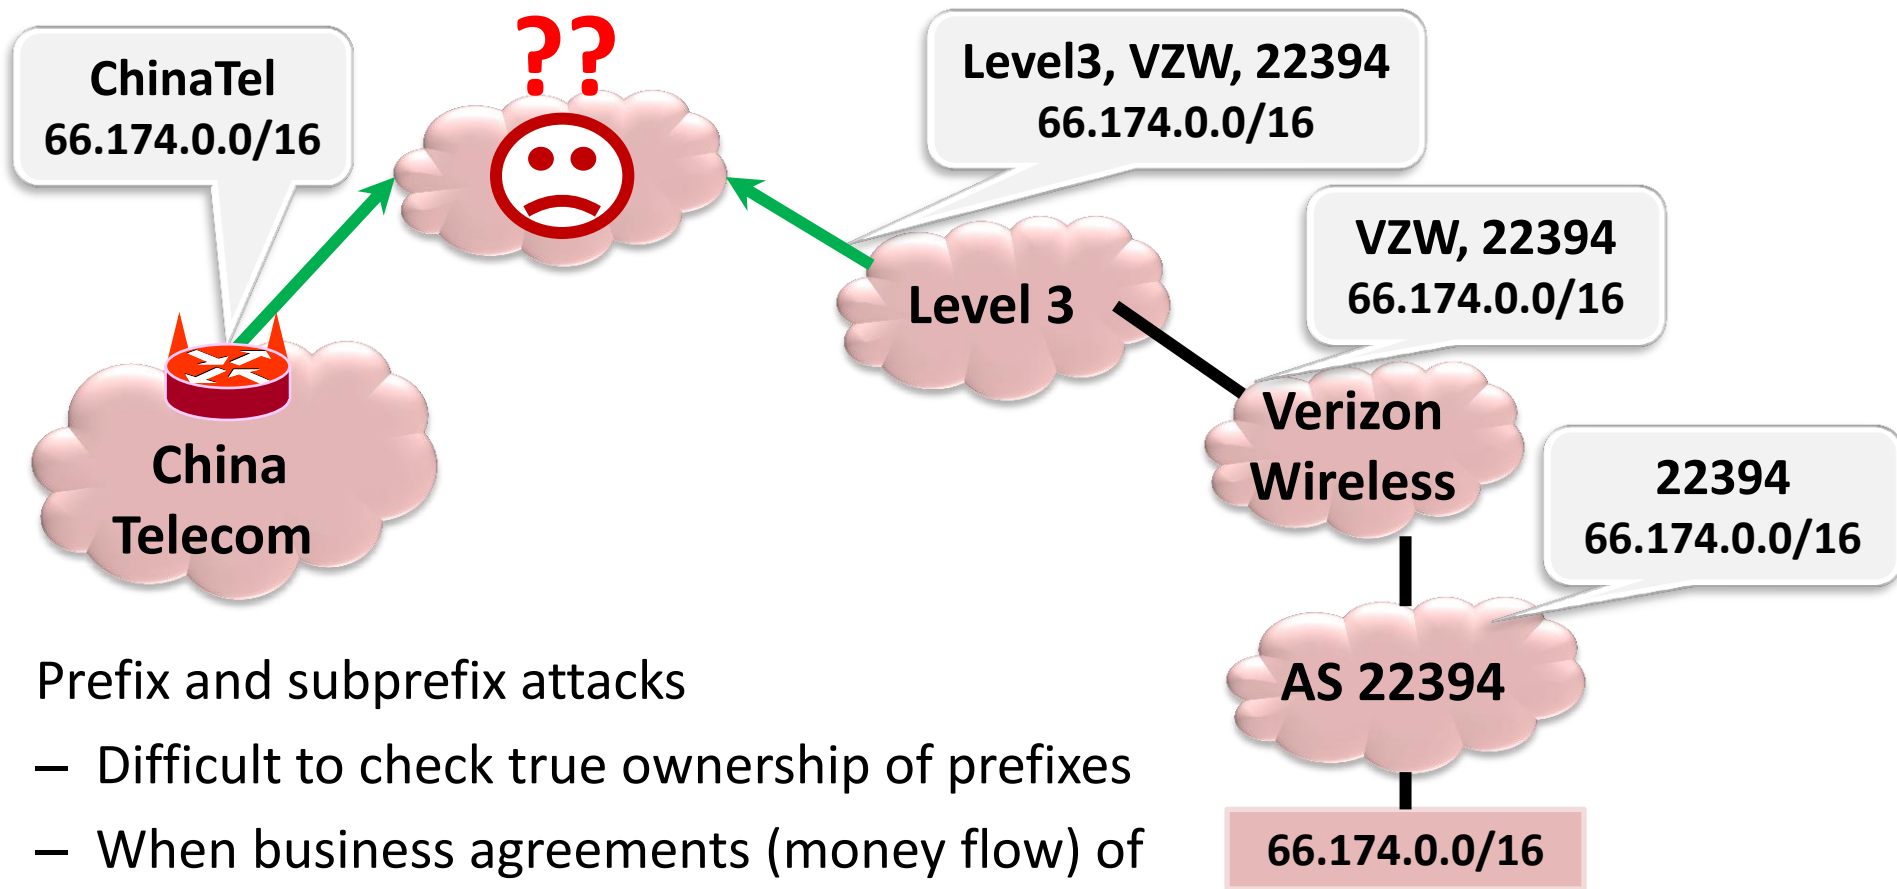 ??
ChinaTel
66.174.0.0/16
Level3, VZW, 22394
66.174.0.0/16
VZW, 22394
66.174.0.0/16
Level 3
Verizon
Wireless
China
Telecom
22394
66.174.0.0/16
AS 22394
66.174.0.0/16
Prefix and subprefix attacks
– Difficult to check true ownership of prefixes
– When business agreements (money flow) of